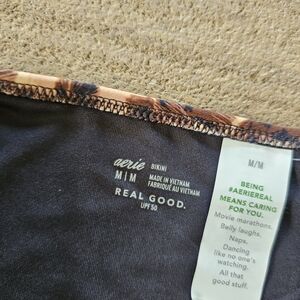 aerie BIKINI
M | M MADE IN VIETNAM
FABRIQUÉ AU VIETNAM
REAL GOOD.
UPF 50
M/M
BEING
#AERIEREAL
MEANS CARING
FOR YOU.
Movie marathons.
Belly laughs.
Naps.
Dancing
like no one's
watching.
All that
good stuff.